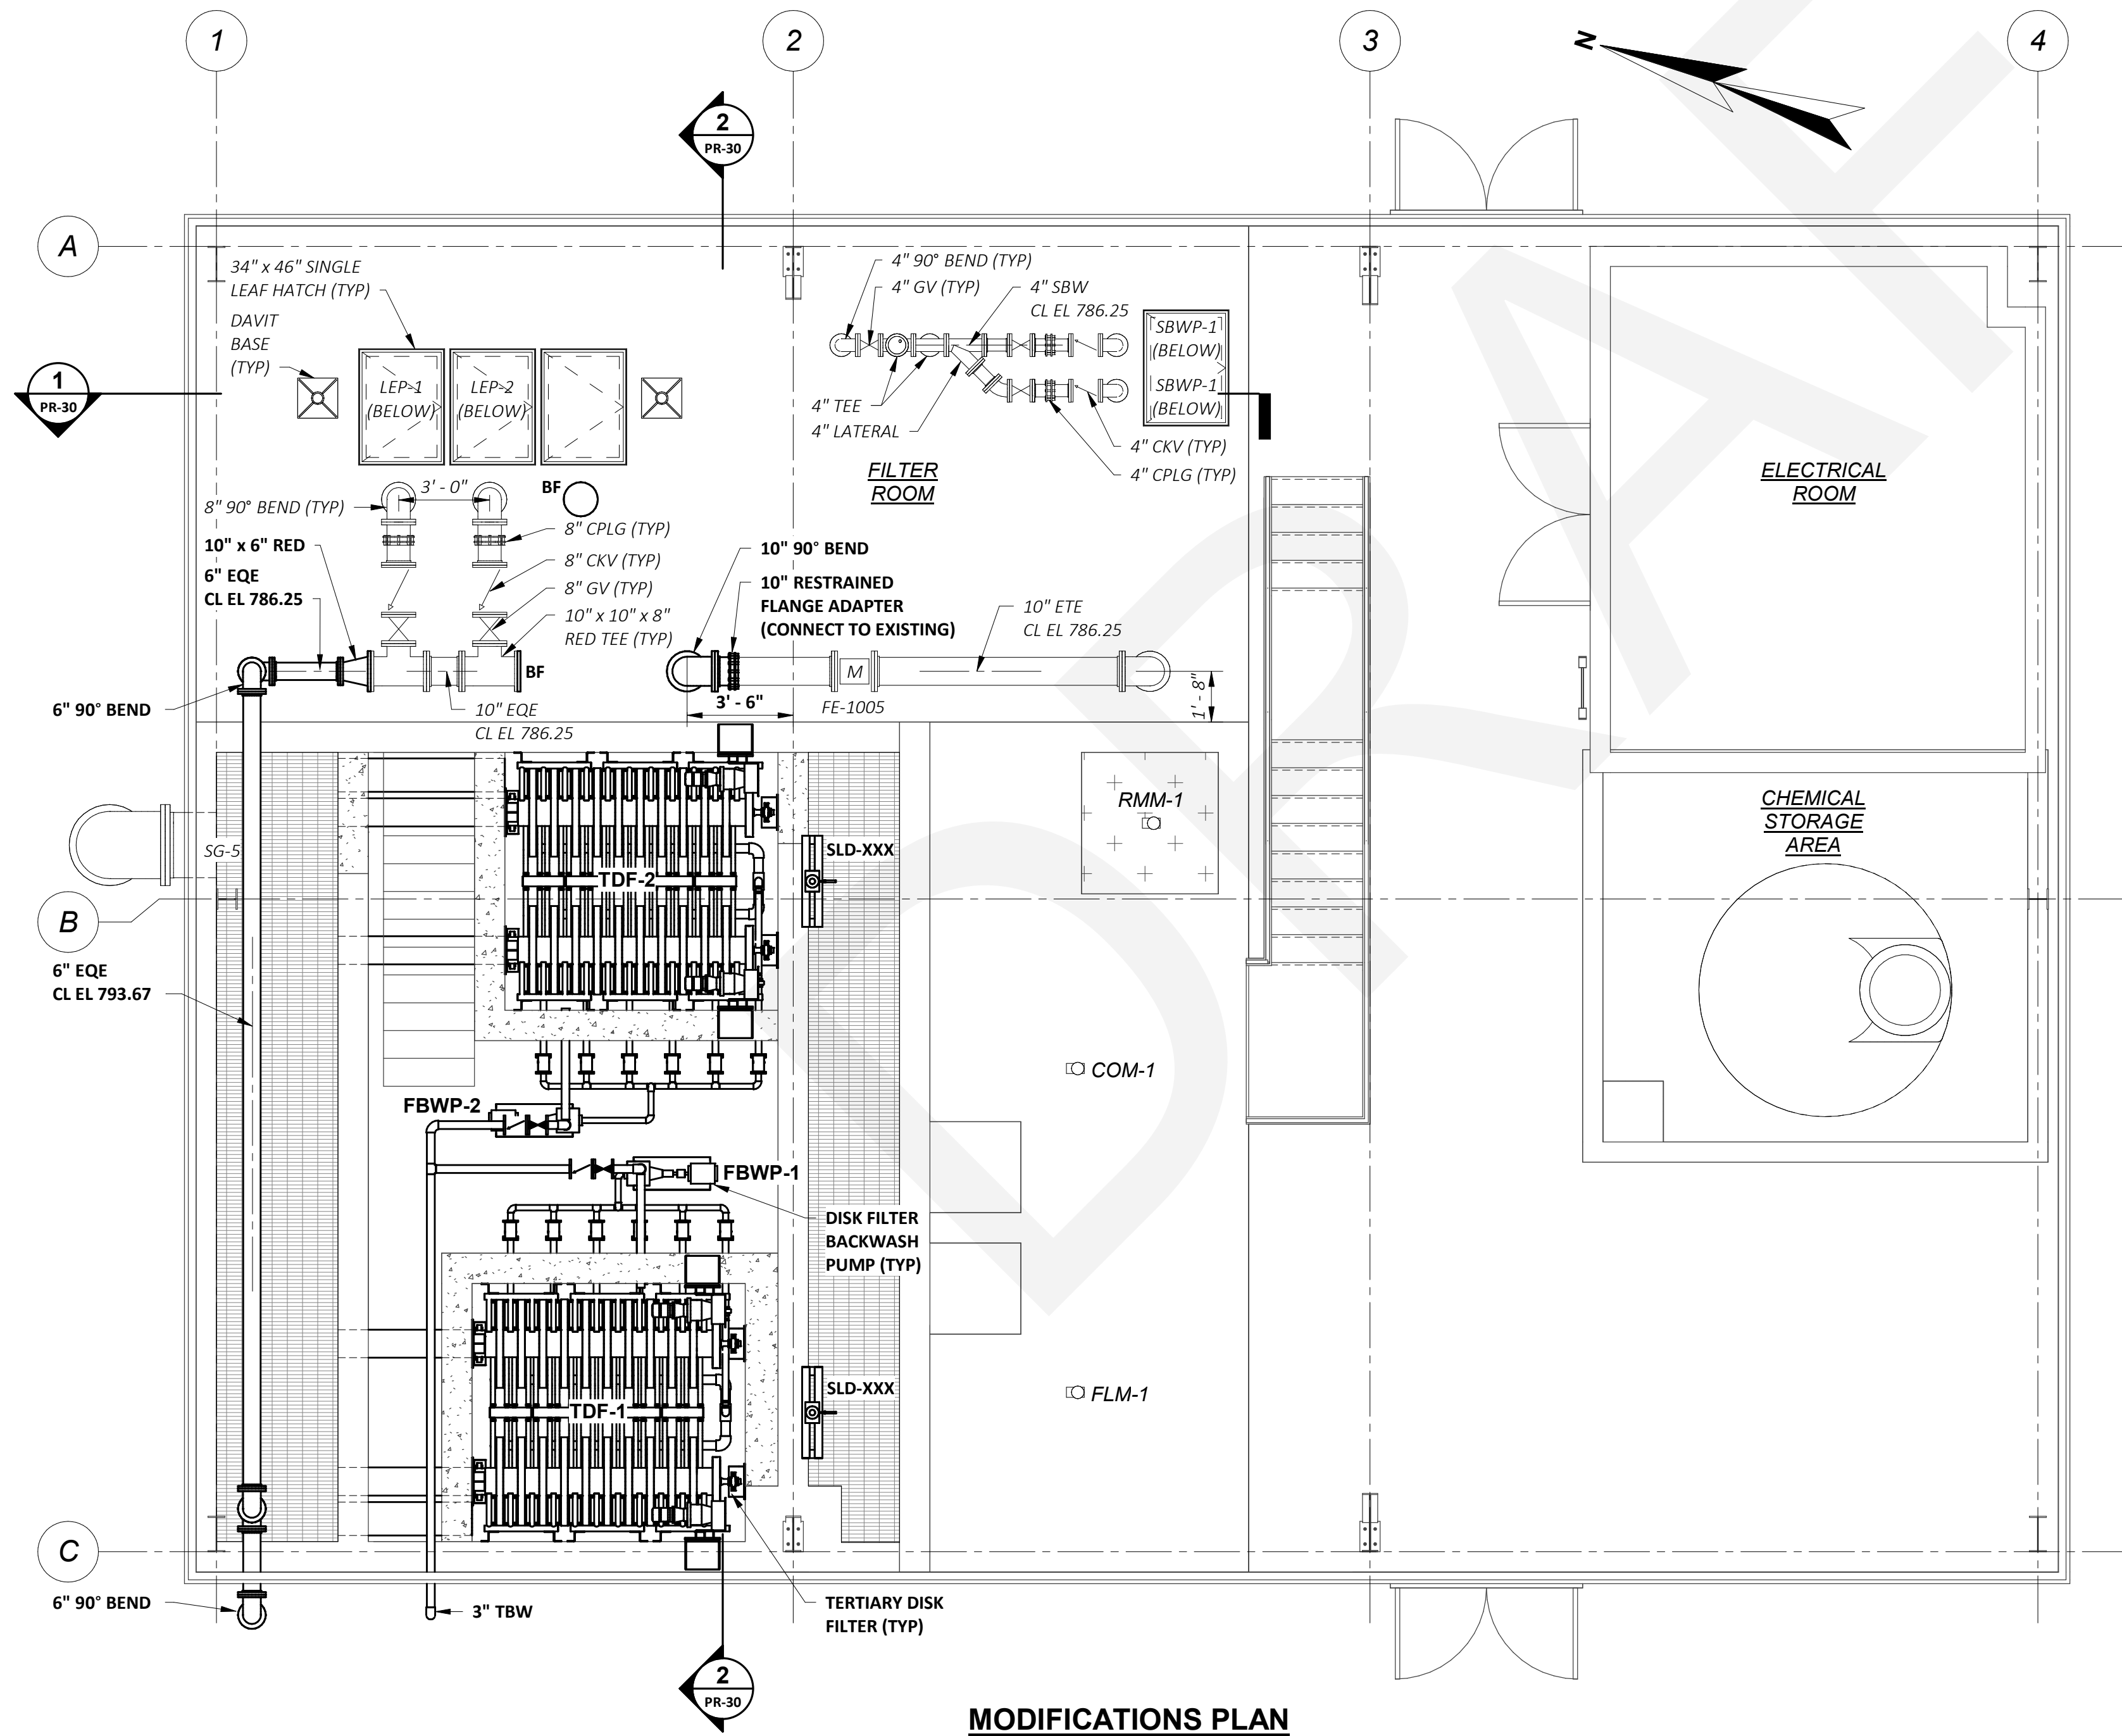 1
2
3
4
N
2
PR-30
A
34" x 46" SINGLE
LEAF HATCH (TYP)
DAVIT
BASE
(TYP)
4" 90° BEND (TYP)
4" GV (TYP)
4" SBW
CL EL 786.25
SBWP-1
(BELOW)
SBWP-1
(BELOW)
1
PR-30
LEP-1
(BELOW)
LEP-2
(BELOW)
4" TEE
4" LATERAL
4" CKV (TYP)
4" CPLG (TYP)
FILTER
ROOM
ELECTRICAL
ROOM
3' - 0"
BF
8" 90° BEND (TYP)
8" CPLG (TYP)
10" x 6" RED
6" EQE
CL EL 786.25
8" CKV (TYP)
8" GV (TYP)
10" x 10" x 8"
RED TEE (TYP)
10" 90° BEND
10" RESTRAINED
FLANGE ADAPTER
(CONNECT TO EXISTING)
10" ETE
CL EL 786.25
BF
M
6" 90° BEND
10" EQE
CL EL 786.25
3' - 6"
FE-1005
1' - 8"
RMM-1
CHEMICAL
STORAGE
AREA
SG-5
TDF-2
SLD-XXX
B
6" EQE
CL EL 793.67
COM-1
FBWP-2
FBWP-1
DISK FILTER
BACKWASH
PUMP (TYP)
SLD-XXX
FLM-1
TDF-1
C
6" 90° BEND
3" TBW
TERTIARY DISK
FILTER (TYP)
2
PR-30
MODIFICATIONS PLAN
DRAF